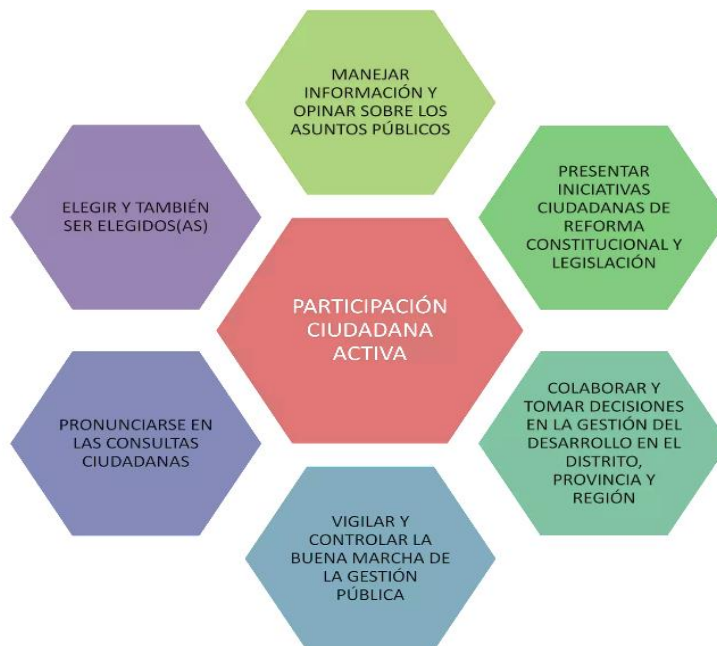 MANEJAR
INFORMACIÓN Y
OPINAR SOBRE LOS
ASUNTOS PÚBLICOS
PRESENTAR
INICIATIVAS
CIUDADANAS DE
REFORMA
CONSTITUCIONAL Y
LEGISLACIÓN
COLABORAR Y
TOMAR DECISIONES
EN LA GESTIÓN DEL
DESARROLLO EN EL
DISTRITO,
PROVINCIA Y
REGIÓN
VIGILAR Y
CONTROLAR LA
BUENA MARCHA DE
LA GESTIÓN
PÚBLICA
PRONUNCIARSE EN
LAS CONSULTAS
CIUDADANAS
ELEGIR Y TAMBIÉN
SER ELEGIDOS(AS)
PARTICIPACIÓN
CIUDADANA
ACTIVA